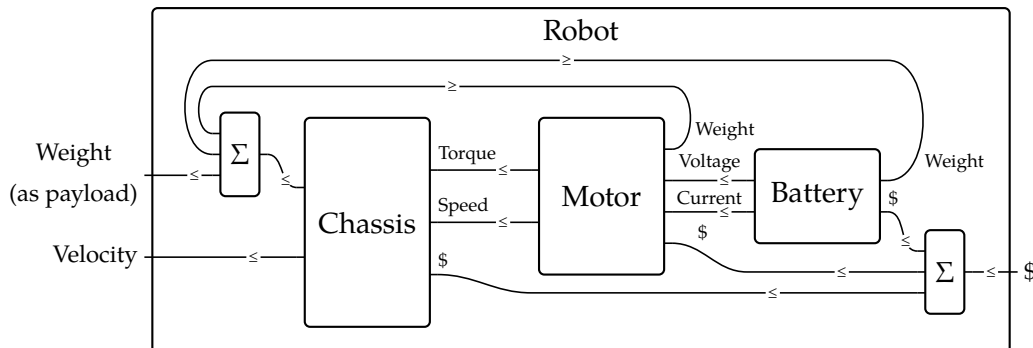 Robot
≥
≥
Weight
(as payload)
≤
Σ
≤
Chassis
Torque
≤
Speed
≤
Motor
Weight
Voltage
≤
Current
≤
Battery
Weight
$
≤
Velocity
≤
$
$
≤
≤
Σ
≤
$